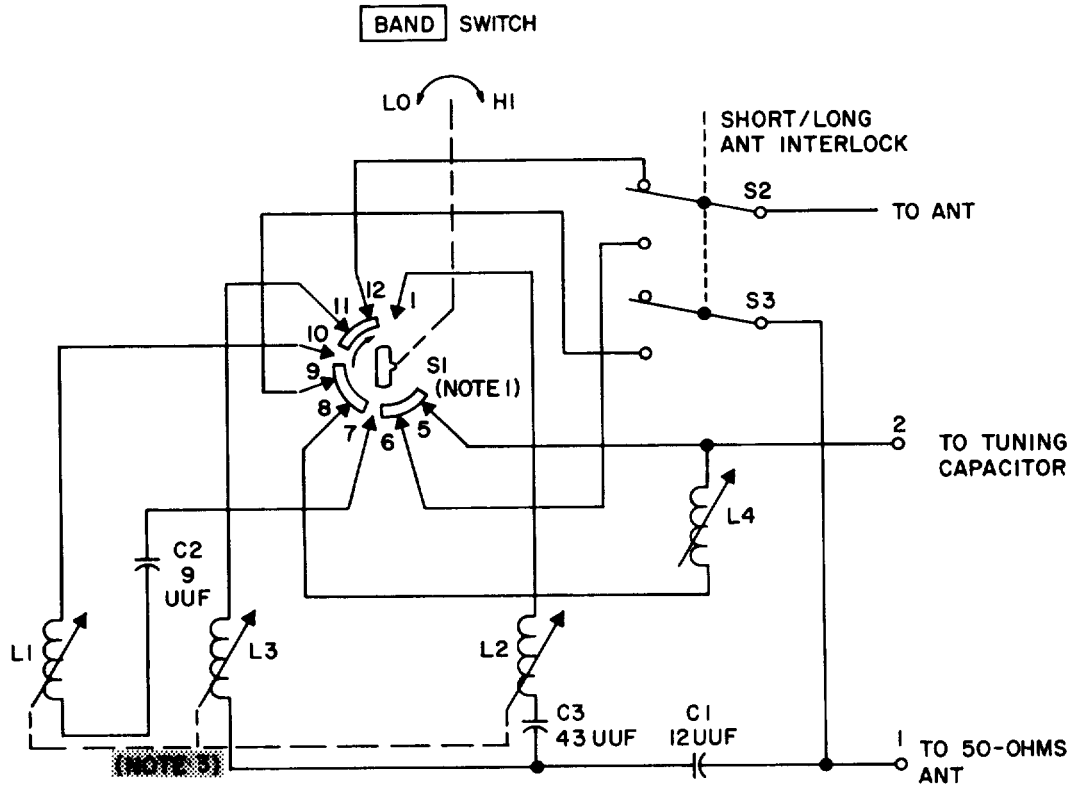 BAND SWITCH
LO HI
SHORT/LONG
ANT INTERLOCK
S2
TO ANT
S3
12
1
11
10
9
8
7
6
5
S1
(NOTE 1)
2
TO TUNING
CAPACITOR
L4
C2
9
UUF
L1
L3
L2
C3
43 UUF
C1
12UUF
1
TO 50-OHMS
ANT
(NOTE 3)